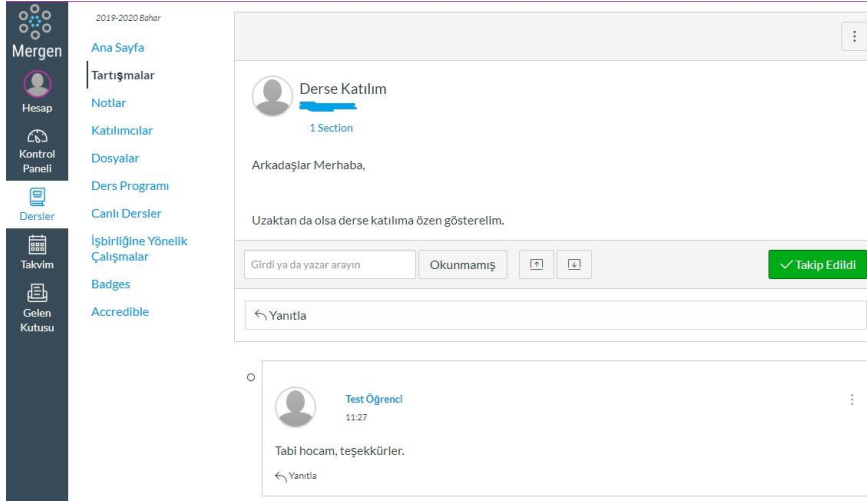 Mergen
Hesap
Kontrol
Paneli
Dersler
Takvim
Gelen
Kutusu
2019-2020 Bahar
Ana Sayfa
Tartışmalar
Notlar
Katılımcılar
Dosyalar
Ders Programı
Canlı Dersler
İşbirliğine Yönelik
Çalışmalar
Badges
Accredible
Derse Katılım
1 Section
Arkadaşlar Merhaba,
Uzaktan da olsa derse katılıma özen gösterelim.
Girdi ya da yazar arayın
Okunmamış
Takip Edildi
Yanıtla
Test Öğrenci
11:27
Tabi hocam, teşekkürler.
Yanıtla